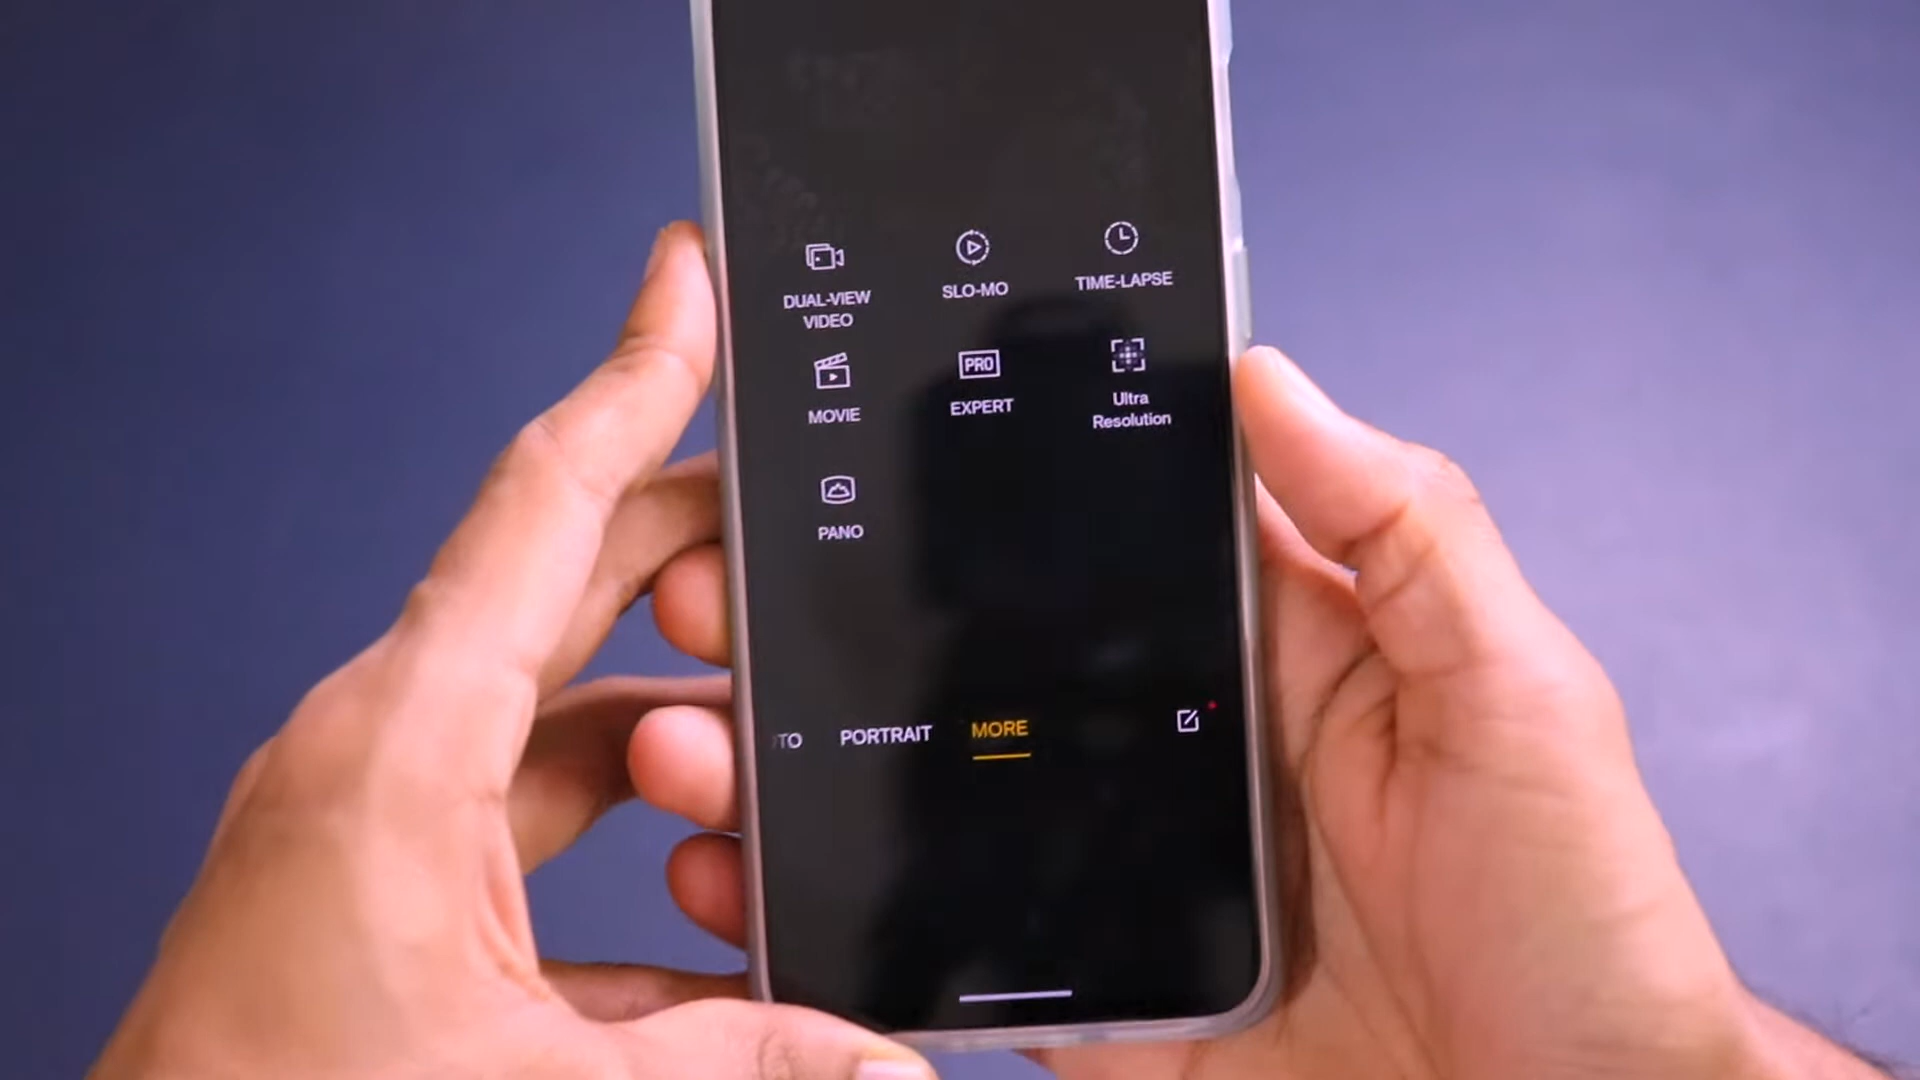 DUAL-VIEW
VIDEO
SLO-MO
TIME-LAPSE
MOVIE
PRO
EXPERT
Ultra
Resolution
PANO
TO
PORTRAIT
MORE